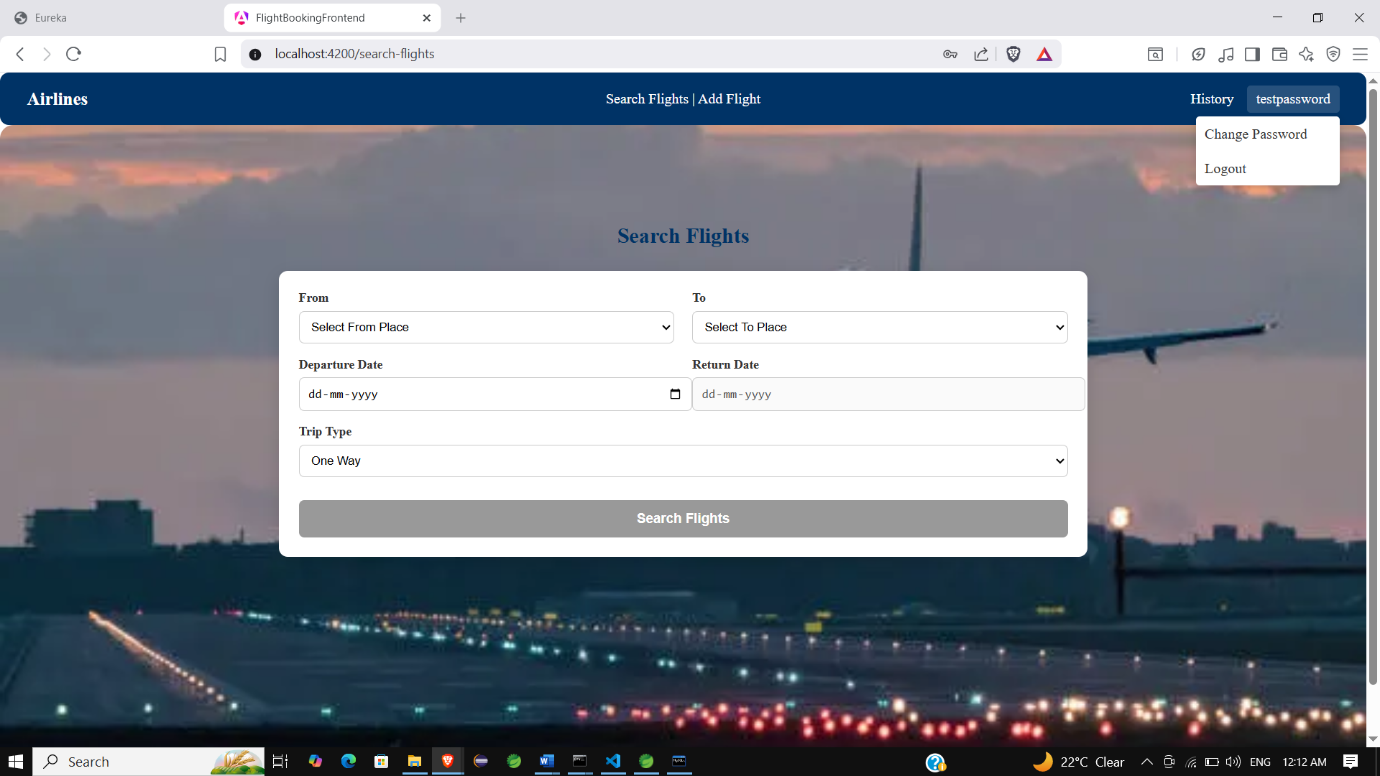 Eureka
FlightBookingFrontend
localhost:4200/search-flights
Airlines
Search Flights | Add Flight
History
testpassword
Change Password
Logout
Search Flights
From
To
Select From Place
Select To Place
Departure Date
Return Date
dd-mm-yyyy
dd-mm-yyyy
Trip Type
One Way
Search Flights
Search
22°C Clear
ENG
12:12 AM